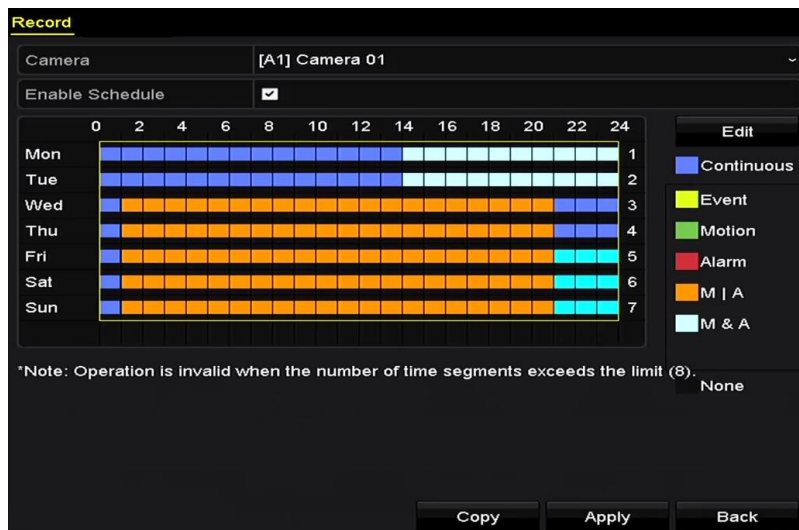 Record
Camera [A1] Camera 01
Enable Schedule
0 2 4 6 8 10 12 14 16 18 20 22 24
Edit
Mon 1
Continuous
Tue 2
Wed 3
Event
Thu 4
Motion
Fri 5
Alarm
Sat 6
M | A
Sun 7
M & A
*Note: Operation is invalid when the number of time segments exceeds the limit (8).
None
Copy Apply Back